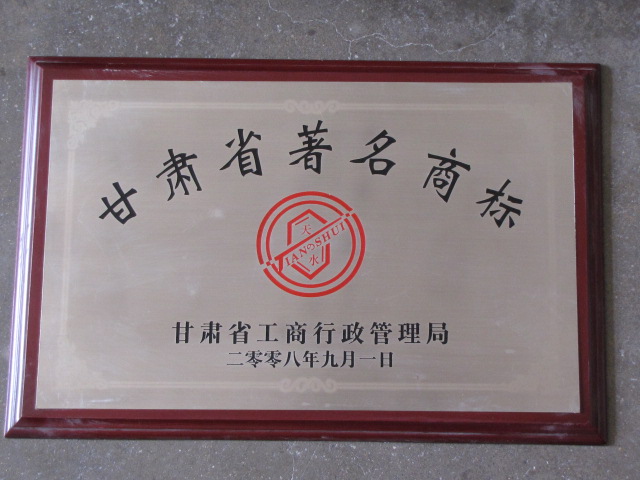 甘肃省著名商标
天
TIANSHUI
水
甘肃省工商行政管理局
二零零八年九月一日